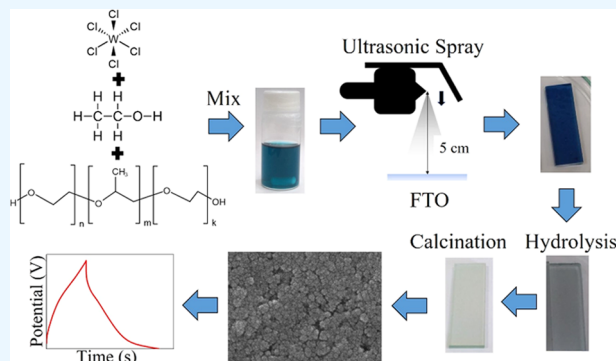 Cl
Cl Cl
W
Cl Cl
Cl
+
H H
H-C-C-O-H
H H
+
H O CH₃ O O OH
n m k
Mix
Ultrasonic Spray
5 cm
FTO
Hydrolysis
Calcination
Potential (V)
Time (s)